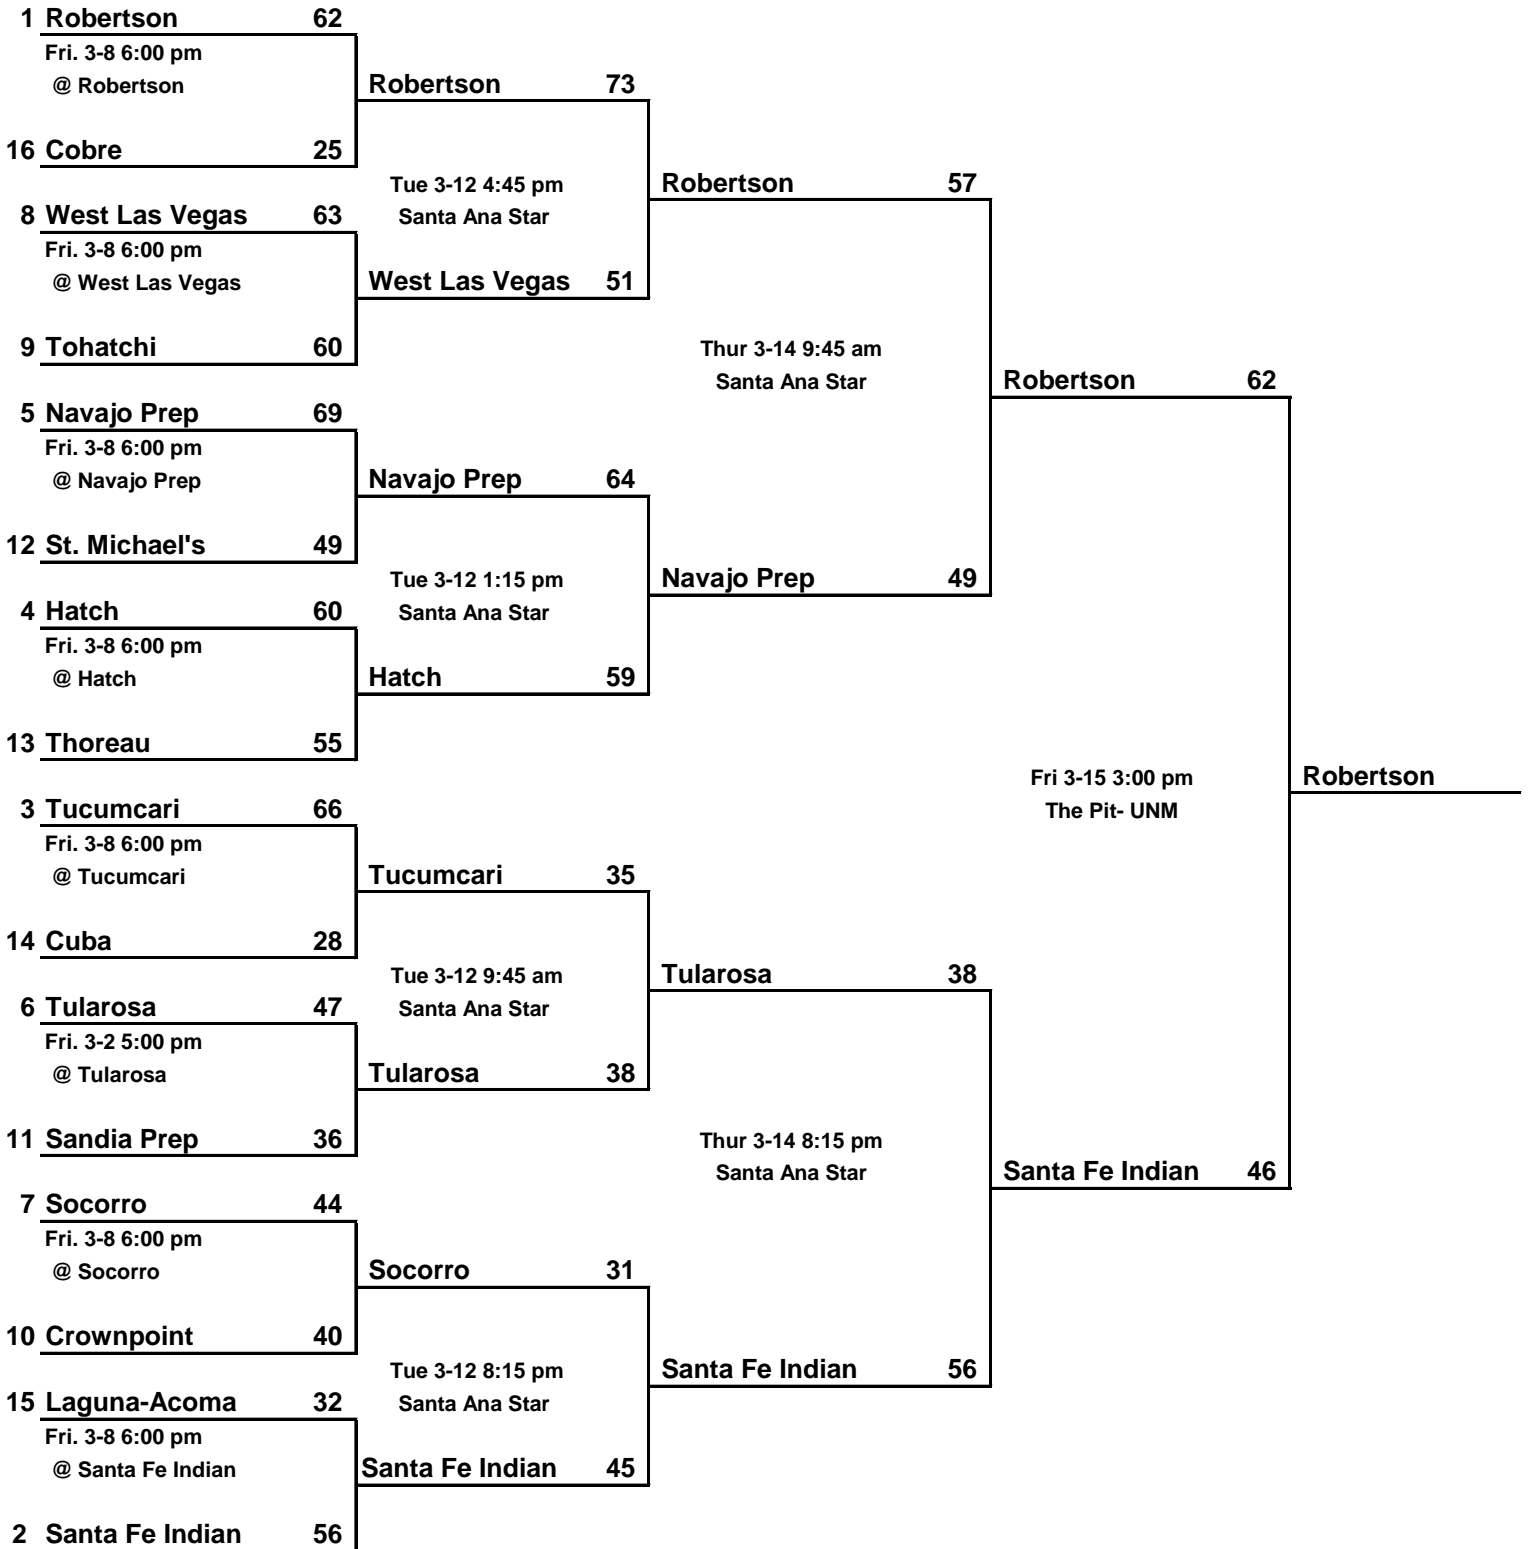 1 Robertson 62
Fri. 3-8 6:00 pm
@ Robertson
Robertson 73
16 Cobre 25
Tue 3-12 4:45 pm
Santa Ana Star
Robertson 57
8 West Las Vegas 63
Fri. 3-8 6:00 pm
@ West Las Vegas
West Las Vegas 51
9 Tohatchi 60
Thur 3-14 9:45 am
Santa Ana Star
Robertson 62
5 Navajo Prep 69
Fri. 3-8 6:00 pm
@ Navajo Prep
Navajo Prep 64
12 St. Michael's 49
Tue 3-12 1:15 pm
Santa Ana Star
Navajo Prep 49
4 Hatch 60
Fri. 3-8 6:00 pm
@ Hatch
Hatch 59
13 Thoreau 55
Fri 3-15 3:00 pm
The Pit- UNM
Robertson
3 Tucumcari 66
Fri. 3-8 6:00 pm
@ Tucumcari
Tucumcari 35
14 Cuba 28
Tue 3-12 9:45 am
Santa Ana Star
Tularosa 38
6 Tularosa 47
Fri. 3-2 5:00 pm
@ Tularosa
Tularosa 38
11 Sandia Prep 36
Thur 3-14 8:15 pm
Santa Ana Star
Santa Fe Indian 46
7 Socorro 44
Fri. 3-8 6:00 pm
@ Socorro
Socorro 31
10 Crownpoint 40
Tue 3-12 8:15 pm
Santa Ana Star
Santa Fe Indian 56
15 Laguna-Acoma 32
Fri. 3-8 6:00 pm
@ Santa Fe Indian
Santa Fe Indian 45
2 Santa Fe Indian 56